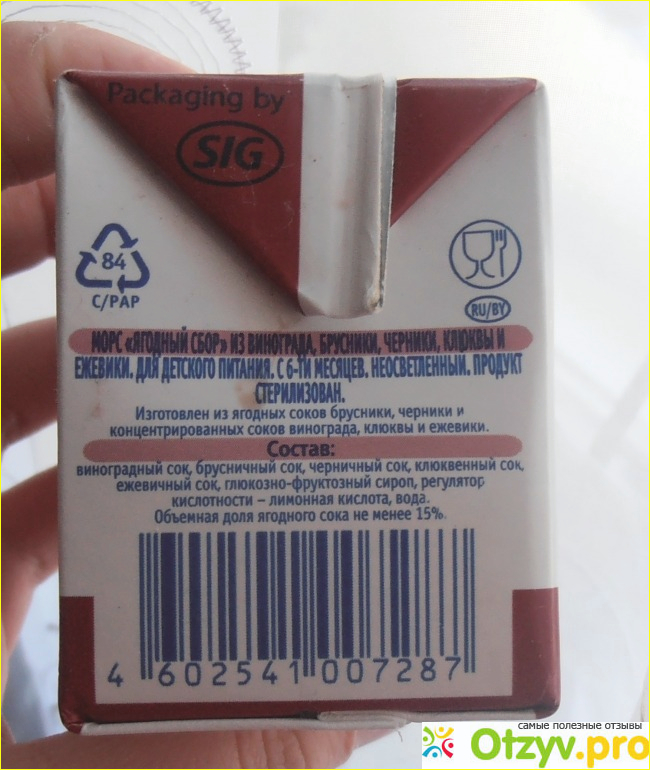 Packaging by
SIG
84
C/PAP
RU/BY
МОРС «ЯГОДНЫЙ СБОР» ИЗ ВИНОГРАДА, БРУСНИКИ, ЧЕРНИКИ, КЛЮКВЫ И
ЕЖЕВИКИ. ДЛЯ ДЕТСКОГО ПИТАНИЯ. С 6-ТИ МЕСЯЦЕВ. НЕОСВЕТЛЕННЫЙ. ПРОДУКТ
СТЕРИЛИЗОВАН.
Изготовлен из ягодных соков брусники, черники и
концентрированных соков винограда, клюквы и ежевики.
Состав:
виноградный сок, брусничный сок, черничный сок, клюквенный сок,
ежевичный сок, глюкозно-фруктозный сироп, регулятор
кислотности – лимонная кислота, вода.
Объемная доля ягодного сока не менее 15%.
4 602541 007287
самые полезные отзывы
Otzyv.pro